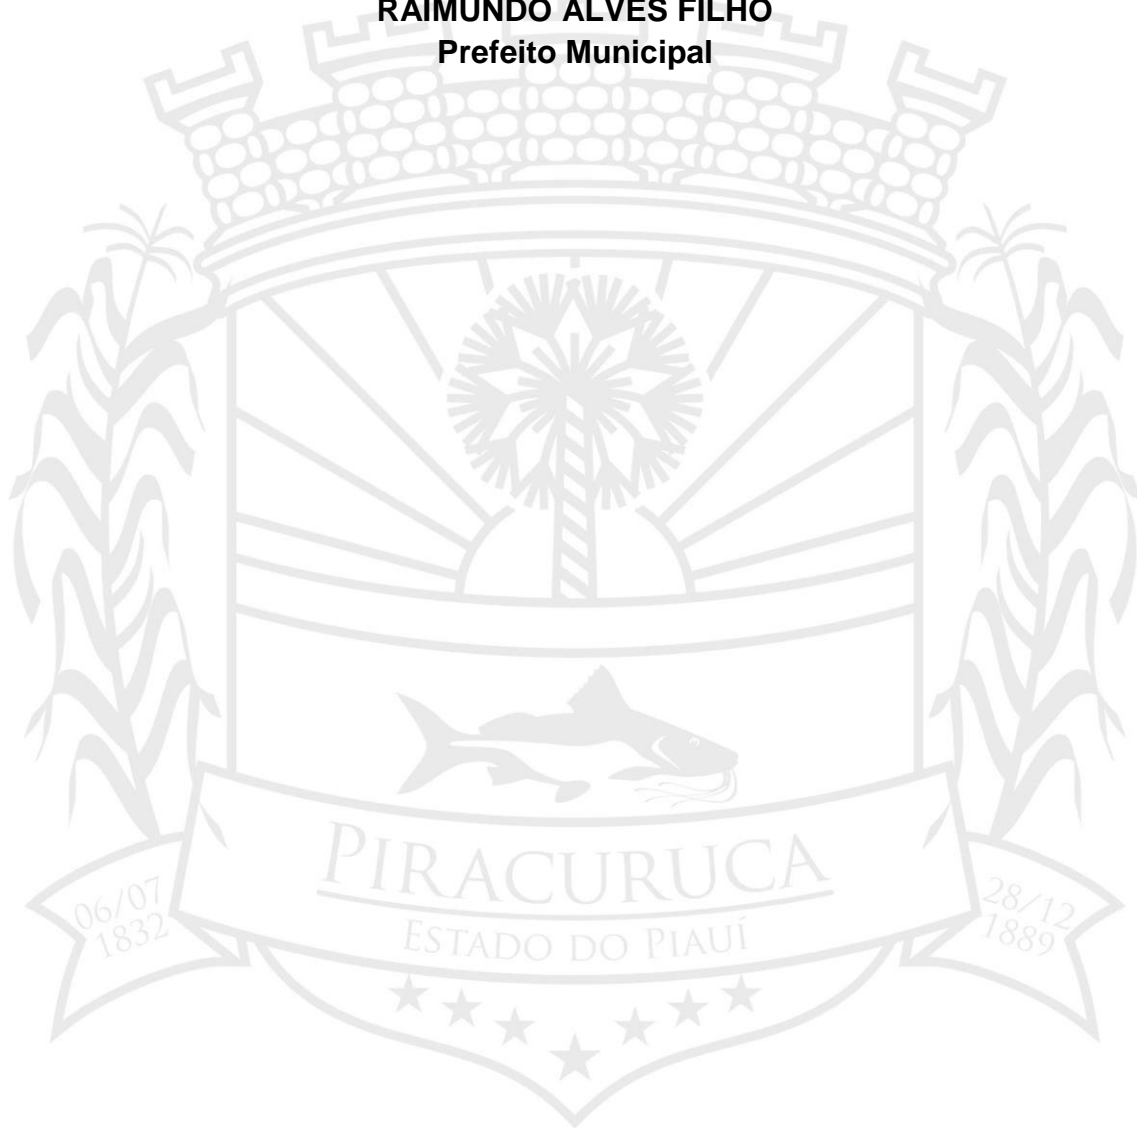 RAIMUNDO ALVES FILHO
Prefeito Municipal
PIRACURUCA
ESTADO DO PIAUÍ
06/07
1832
28/12
1889